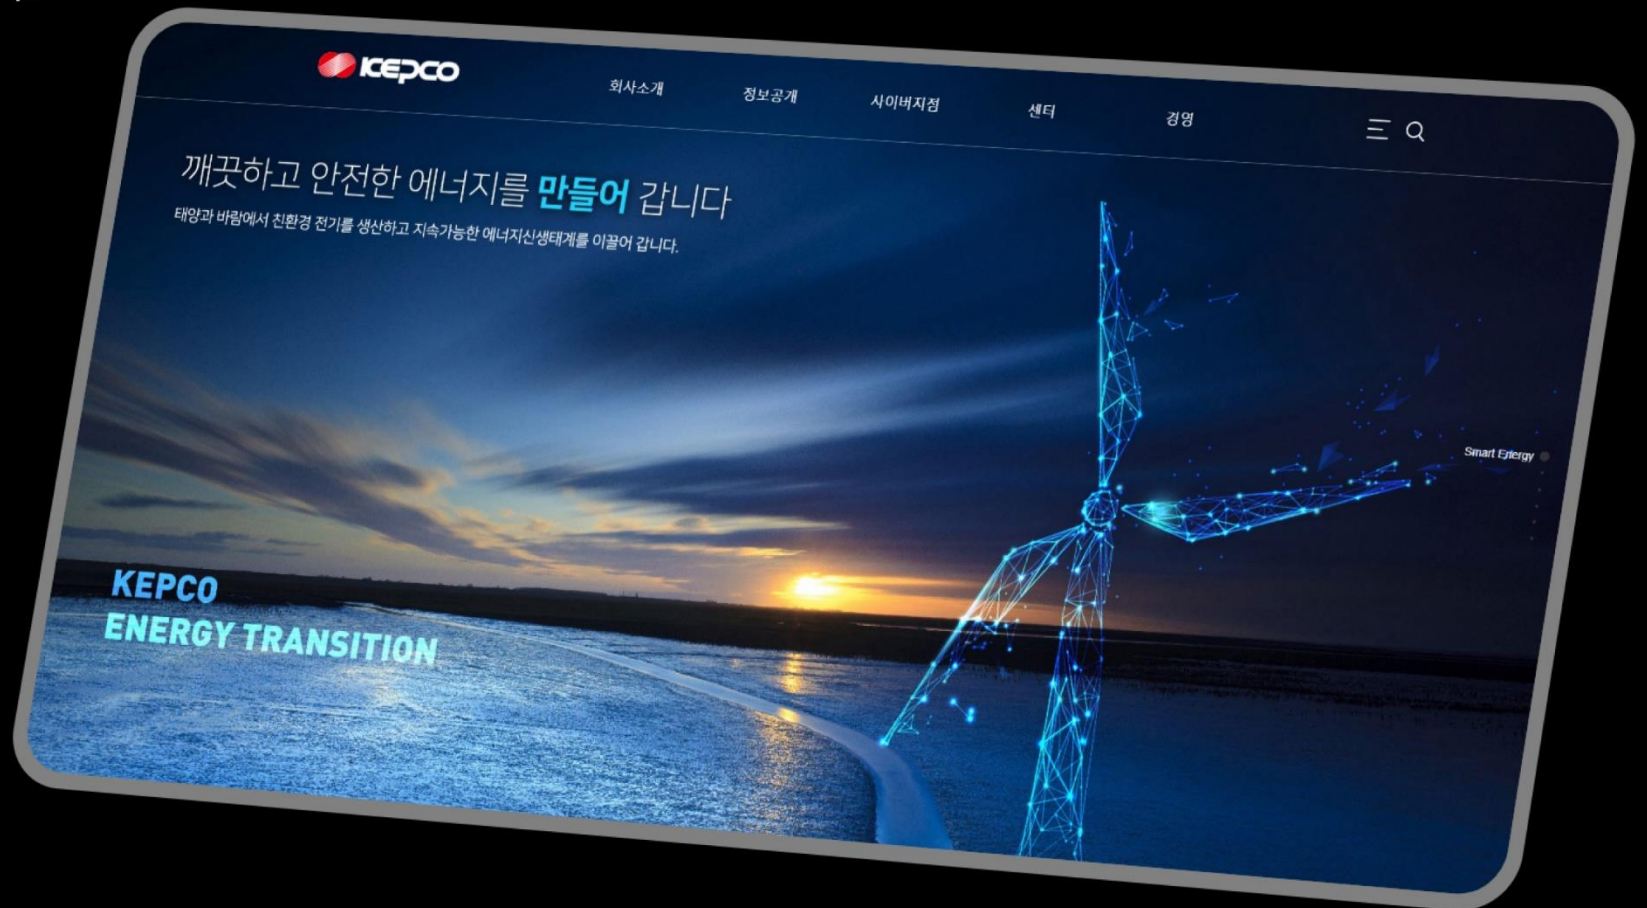 KEPCO
회사소개
정보공개
사이버지점
센터
경영
깨끗하고 안전한 에너지를 만들어 갑니다
태양과 바람에서 친환경 전기를 생산하고 지속가능한 에너지신생태계를 이끌어 갑니다.
Smart Energy
KEPCO
ENERGY TRANSITION